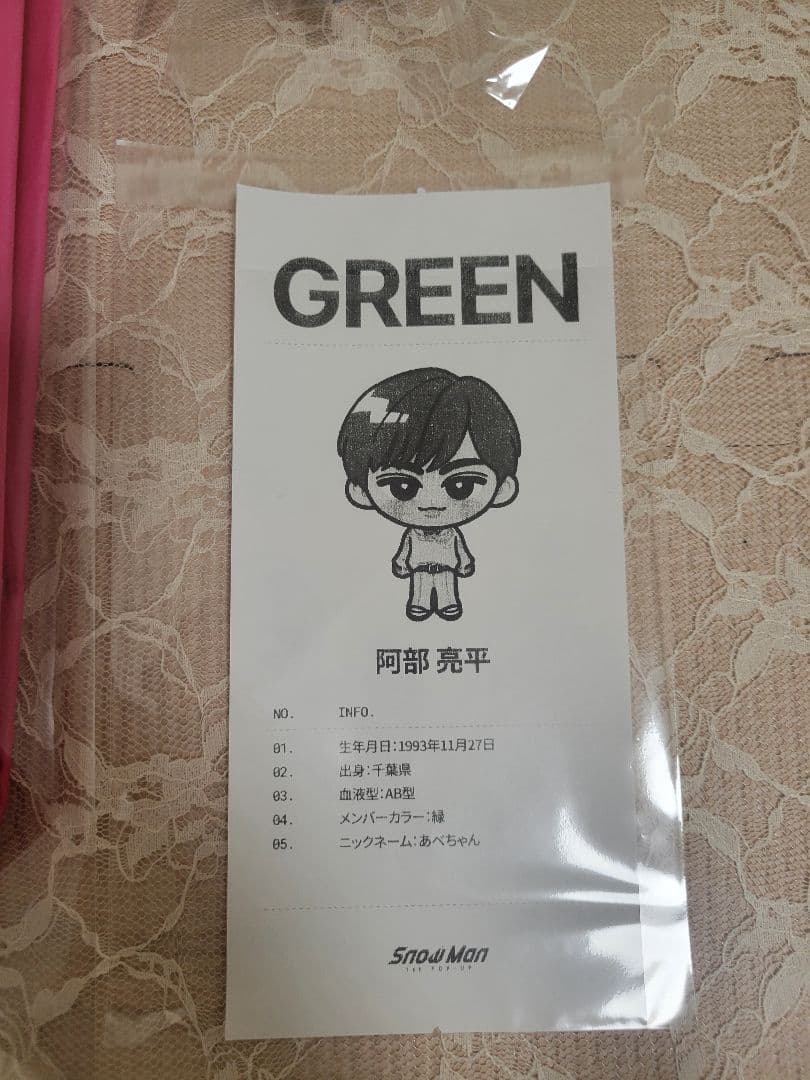 GREEN
阿部 亮平
NO. INFO.
01. 生年月日:1993年11月27日
02. 出身:千葉県
03. 血液型:AB型
04. メンバーカラー:緑
05. ニックネーム:あべちゃん
Snow Man
THE POP-UP